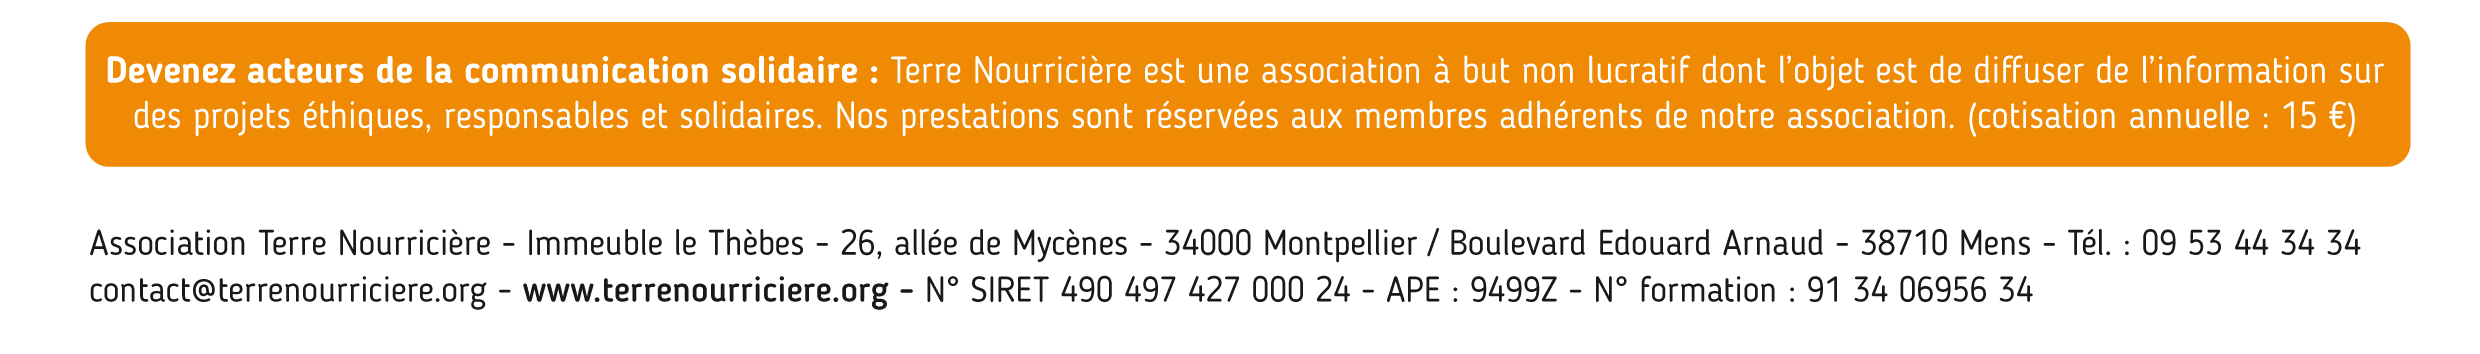 Devenez acteurs de la communication solidaire : Terre Nourricière est une association à but non lucratif dont l’objet est de diffuser de l’information sur
des projets éthiques, responsables et solidaires. Nos prestations sont réservées aux membres adhérents de notre association. (cotisation annuelle : 15 €)
Association Terre Nourricière - Immeuble le Thèbes - 26, allée de Mycènes - 34000 Montpellier / Boulevard Edouard Arnaud - 38710 Mens - Tél. : 09 53 44 34 34
contact@terrenourriciere.org - www.terrenourriciere.org - N° SIRET 490 497 427 000 24 - APE : 9499Z - N° formation : 91 34 06956 34